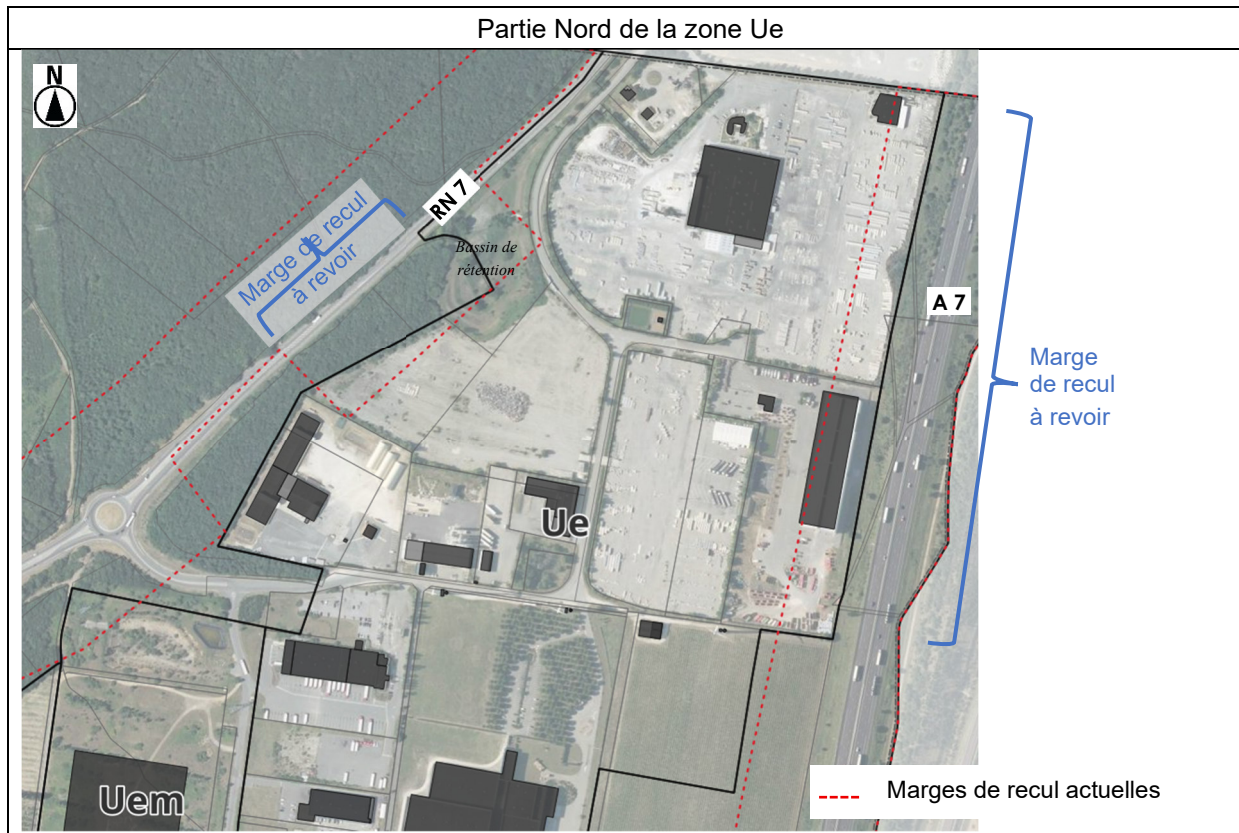 Partie Nord de la zone Ue
N
RN 7
Marge de recul
à revoir
Bassin de
rétention
A 7
Marge
de recul
à revoir
Ue
Uem
Marges de recul actuelles